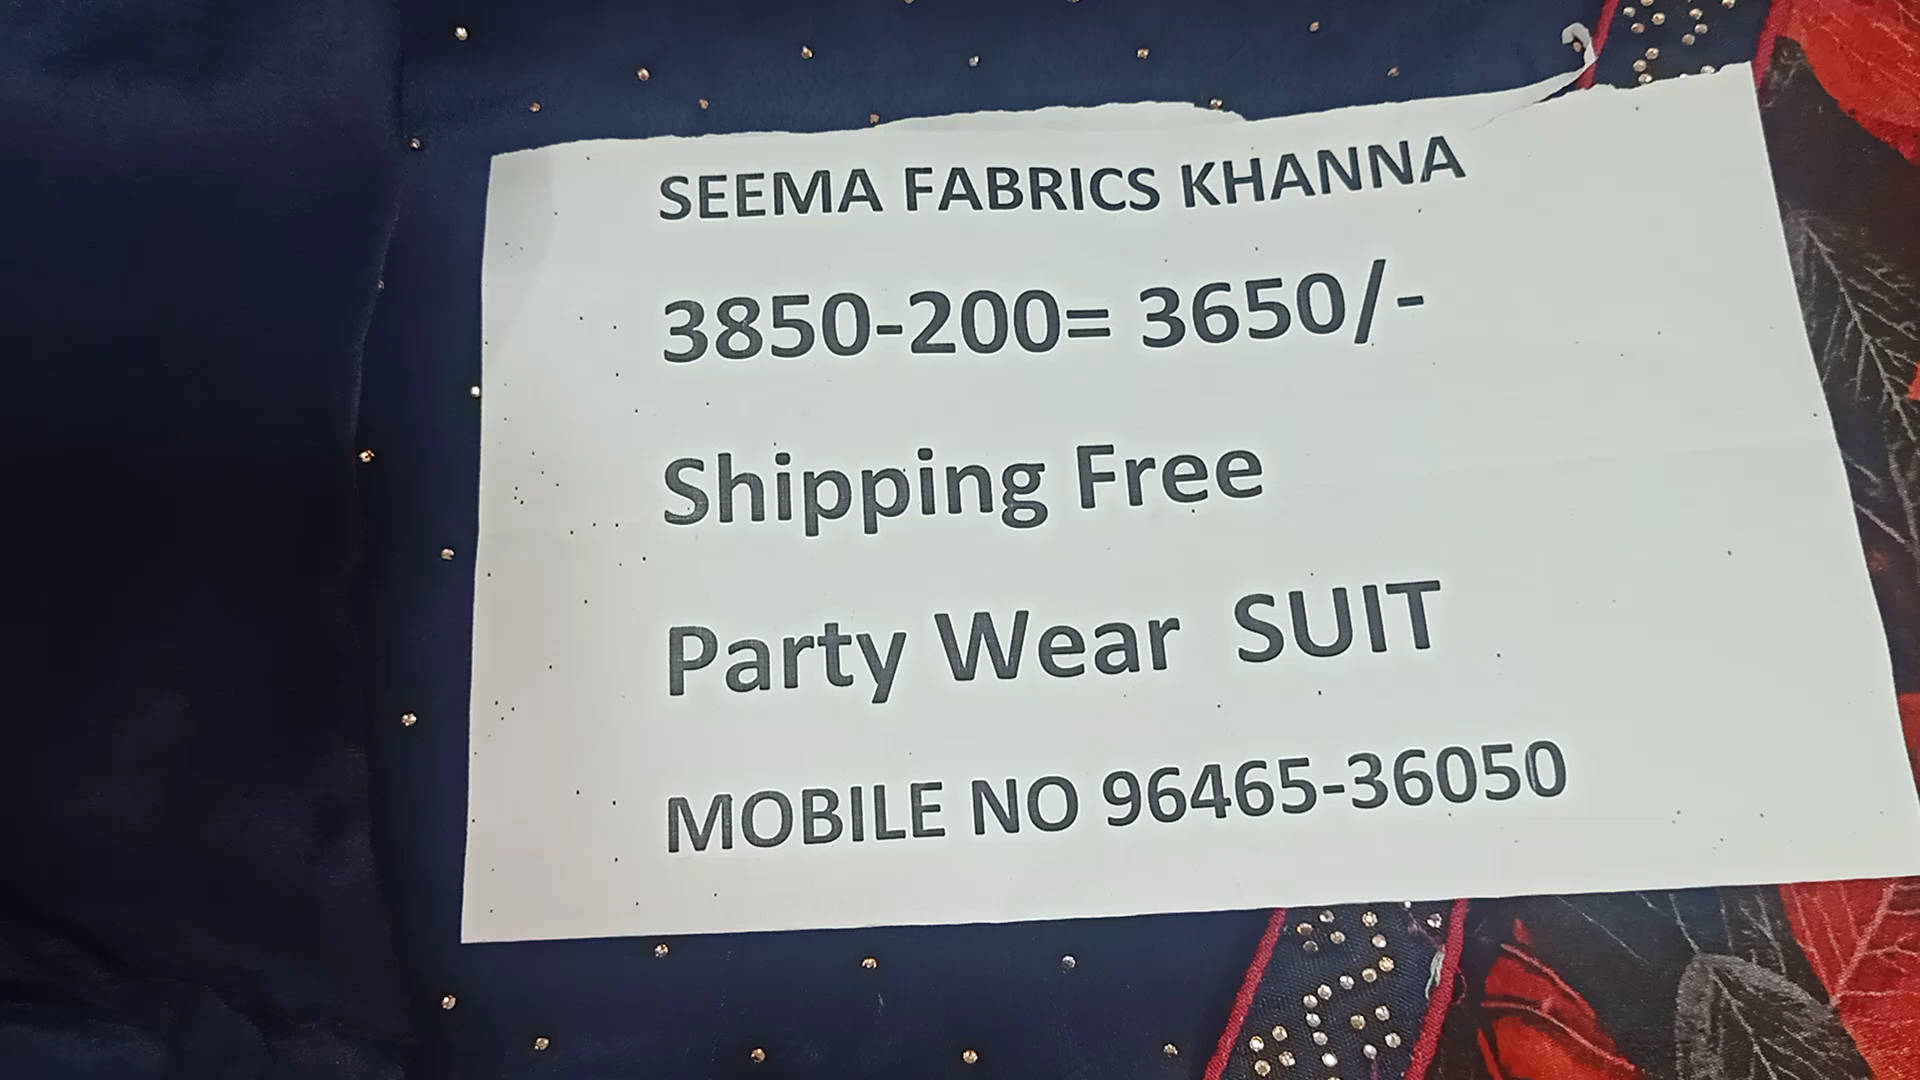 SEEMA FABRICS KHANNA
3850-200= 3650/-
Shipping Free
Party Wear SUIT
MOBILE NO 96465-36050